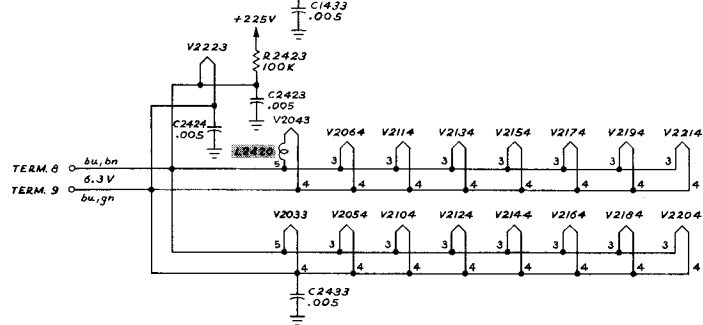 C1433
.005
+225V
V2223
R2423
100K
C2423
.005
C2424
.005
V2043
L2420
V2064 V2114 V2134 V2154 V2174 V2194 V2214
TERM. 8 bu,bn
5 3 3 3 3 3 3 3
TERM. 9 6.3V
bu,gn
4 4 4 4 4 4 4 4
V2033 V2054 V2104 V2124 V2144 V2164 V2184 V2204
5 3 3 3 3 3 3 3
4 4 4 4 4 4 4
C2433
.005